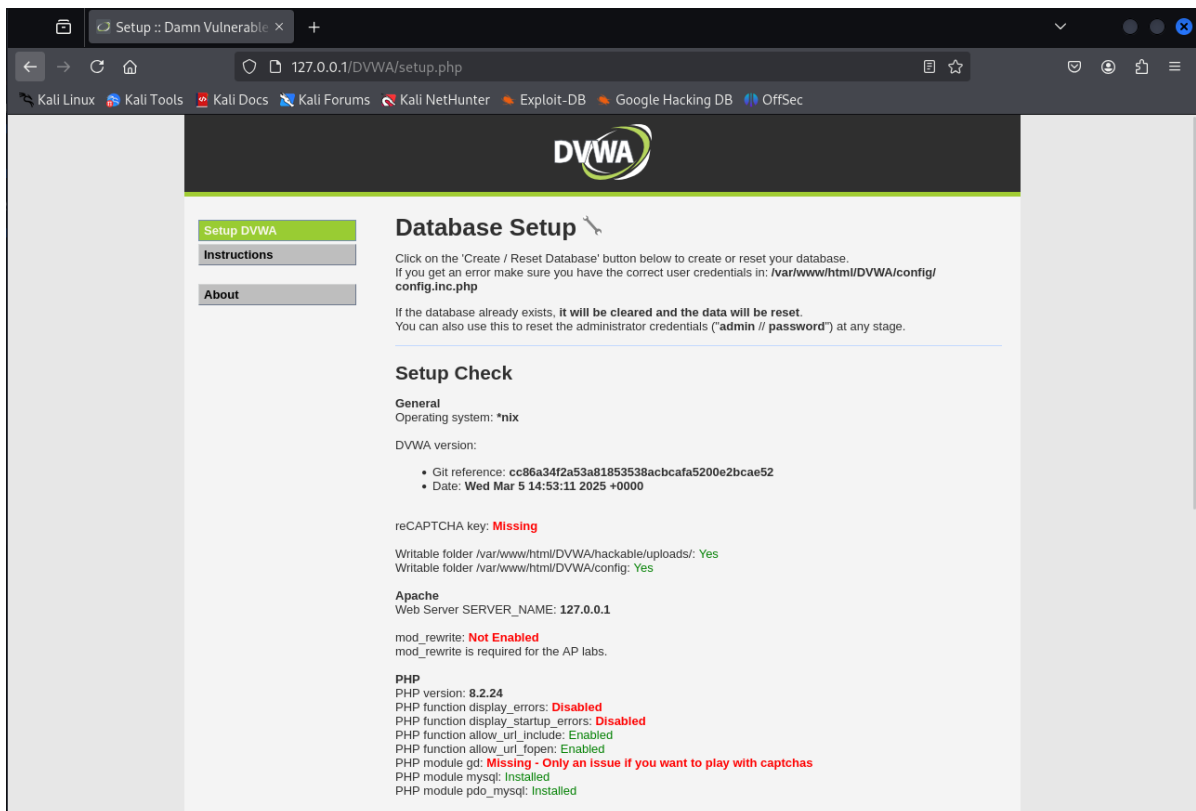 Setup :: Damn Vulnerable
127.0.0.1/DVWA/setup.php
Kali Linux Kali Tools Kali Docs Kali Forums Kali NetHunter Exploit-DB Google Hacking DB OffSec
DVWA
Setup DVWA
Instructions
About
Database Setup
Click on the 'Create / Reset Database' button below to create or reset your database.
If you get an error make sure you have the correct user credentials in: /var/www/html/DVWA/config/
config.inc.php
If the database already exists, it will be cleared and the data will be reset.
You can also use this to reset the administrator credentials ("admin // password") at any stage.
Setup Check
General
Operating system: *nix
DVWA version:
• Git reference: cc86a34f2a53a81853538acbcafa5200e2bcae52
• Date: Wed Mar 5 14:53:11 2025 +0000
reCAPTCHA key: Missing
Writable folder /var/www/html/DVWA/hackable/uploads/: Yes
Writable folder /var/www/html/DVWA/config: Yes
Apache
Web Server SERVER_NAME: 127.0.0.1
mod_rewrite: Not Enabled
mod_rewrite is required for the AP labs.
PHP
PHP version: 8.2.24
PHP function display_errors: Disabled
PHP function display_startup_errors: Disabled
PHP function allow_url_include: Enabled
PHP function allow_url_fopen: Enabled
PHP module gd: Missing - Only an issue if you want to play with captchas
PHP module mysql: Installed
PHP module pdo_mysql: Installed